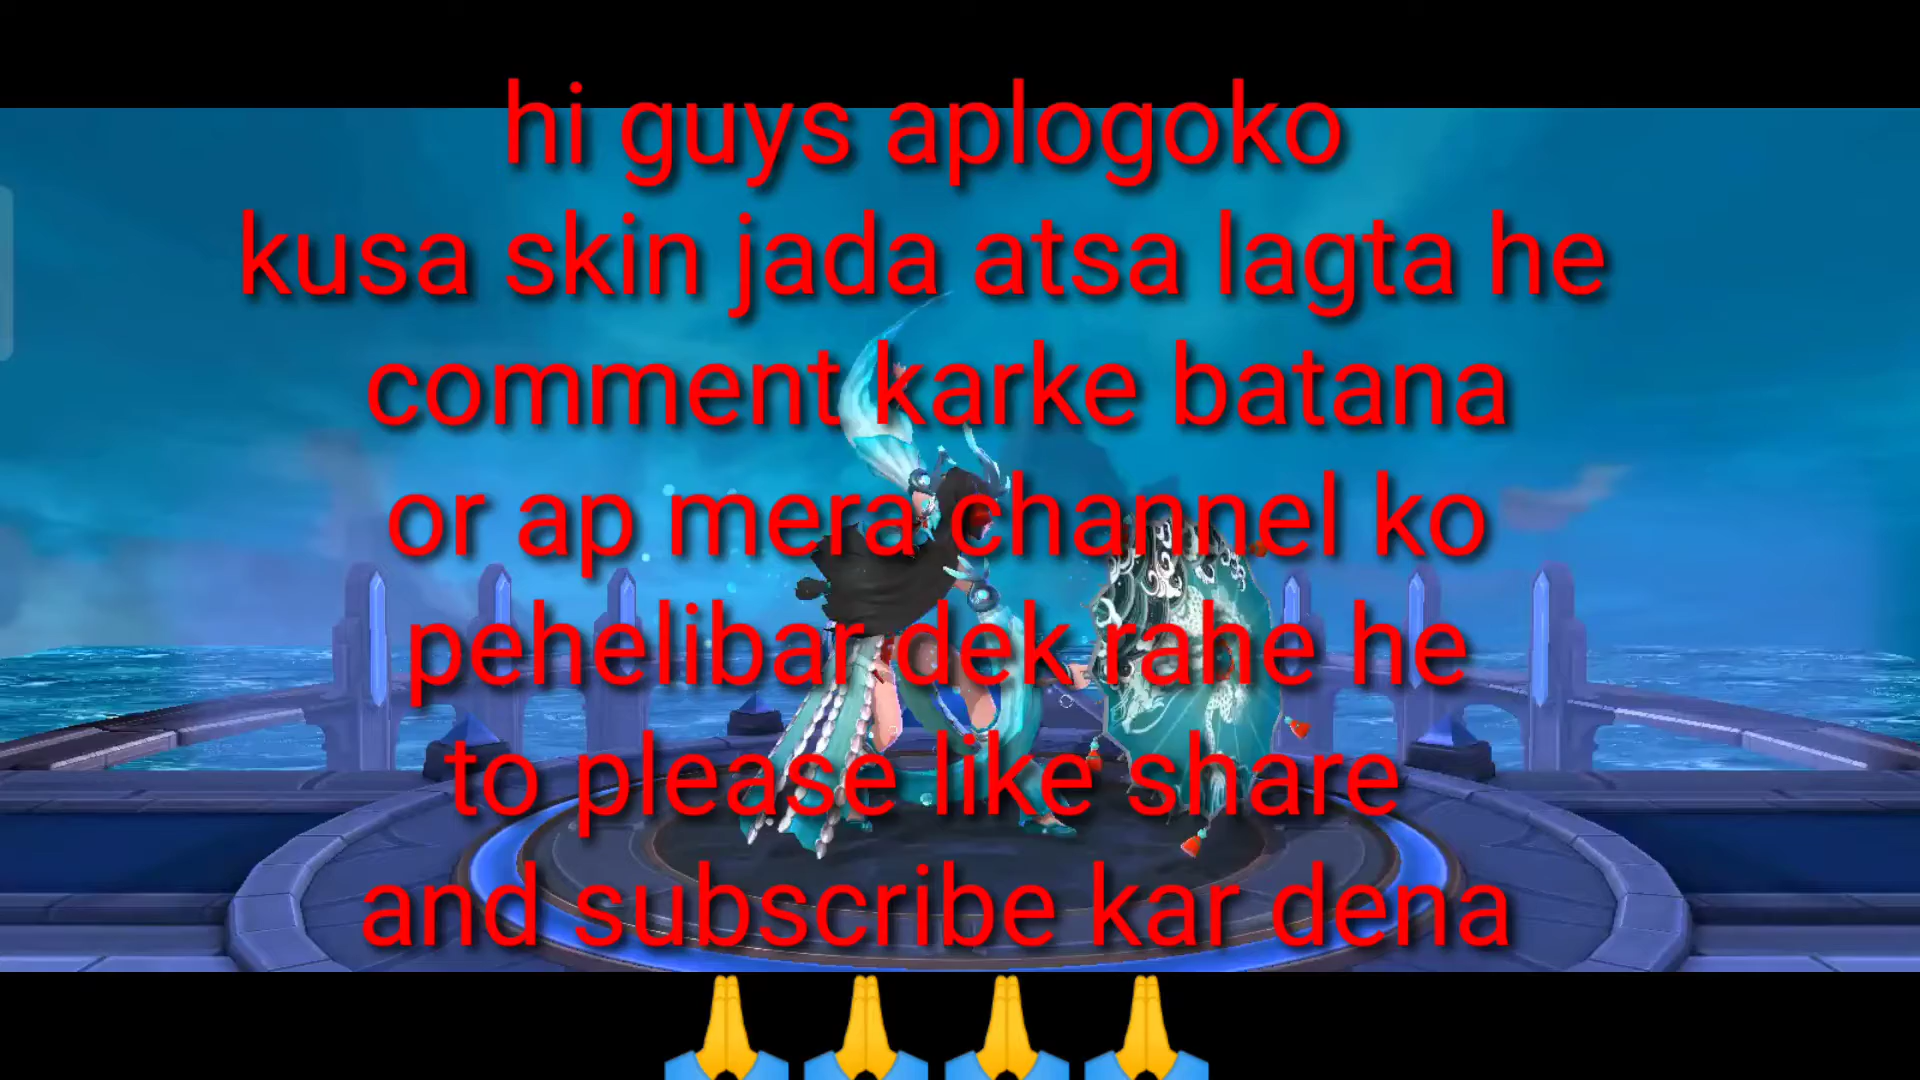 hi guys aplogoko
kusa skin jada atsa lagta he
comment karke batana
or ap mera channel ko
pehelibar dek rahe he
to please like share
and subscribe kar dena
🙏🙏🙏🙏